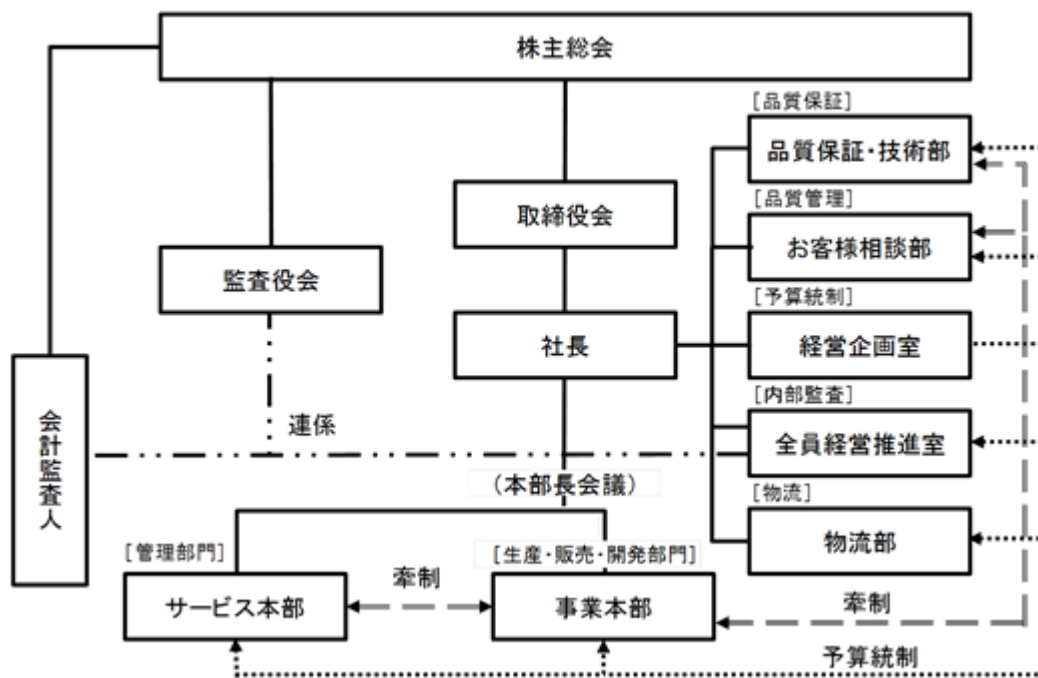 株主総会
[品質保証]
品質保証・技術部
取締役会
[品質管理]
お客様相談部
監査役会
[予算統制]
社長
経営企画室
会計監査人
[内部監査]
連係
全員経営推進室
(本部長会議)
[物流]
物流部
[管理部門]
[生産・販売・開発部門]
サービス本部
牽制
事業本部
牽制
予算統制